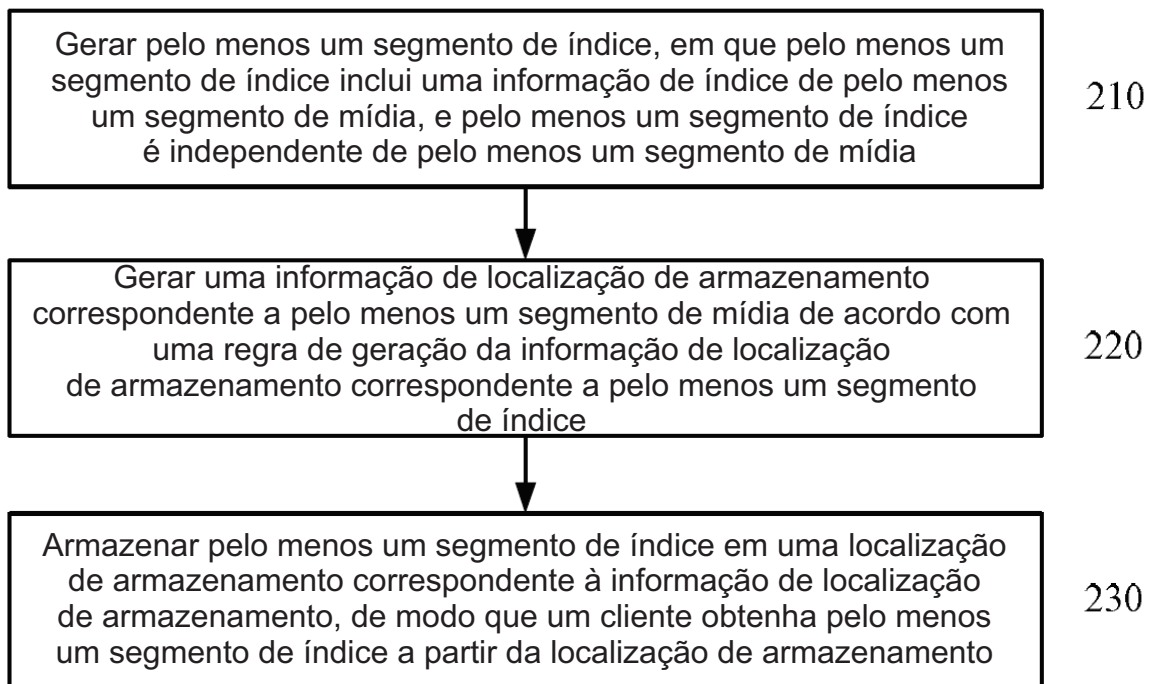 Gerar pelo menos um segmento de índice, em que pelo menos um
segmento de índice inclui uma informação de índice de pelo menos
um segmento de mídia, e pelo menos um segmento de índice
é independente de pelo menos um segmento de mídia
210
Gerar uma informação de localização de armazenamento
correspondente a pelo menos um segmento de mídia de acordo com
uma regra de geração da informação de localização
de armazenamento correspondente a pelo menos um segmento
de índice
220
Armazenar pelo menos um segmento de índice em uma localização
de armazenamento correspondente à informação de localização
de armazenamento, de modo que um cliente obtenha pelo menos
um segmento de índice a partir da localização de armazenamento
230